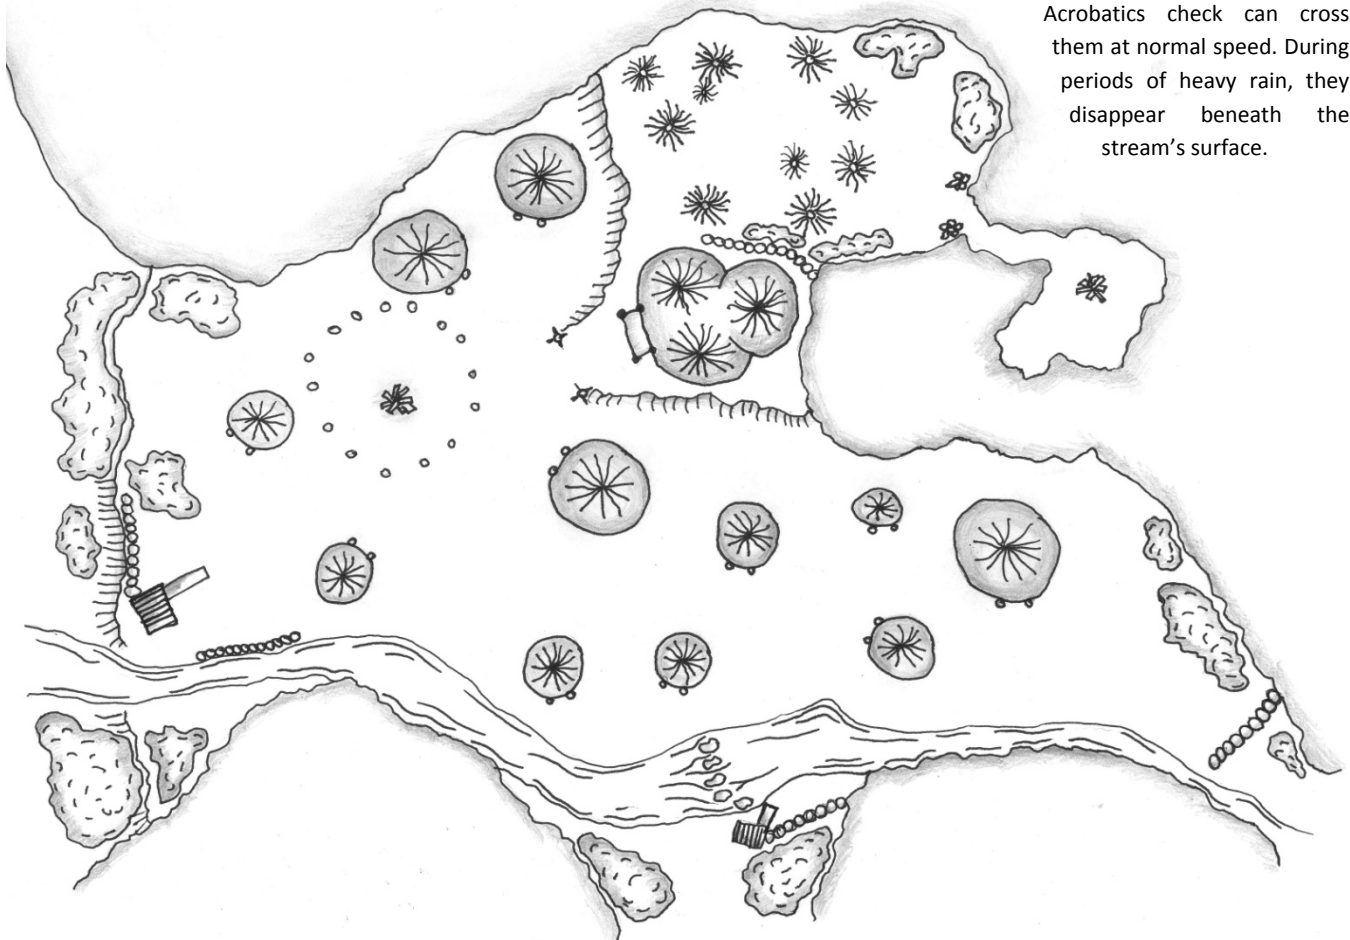 Acrobatics check can cross
them at normal speed. During
periods of heavy rain, they
disappear beneath the
stream’s surface.